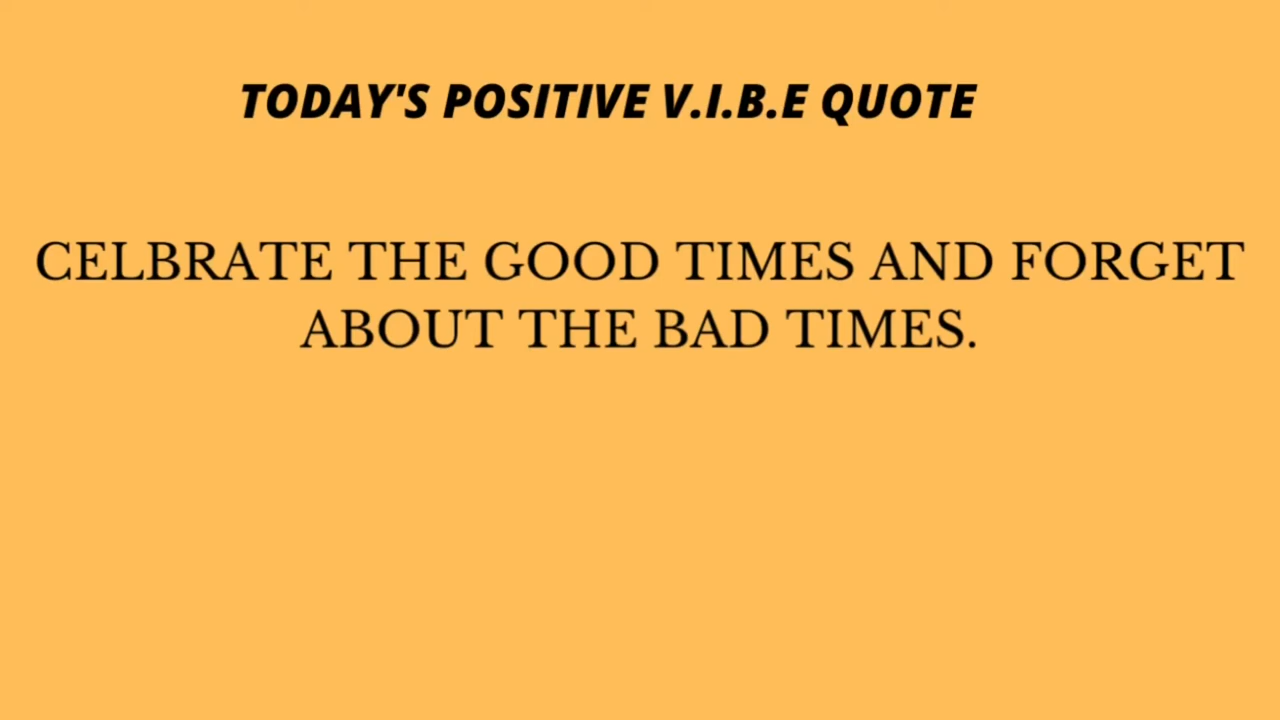 TODAY'S POSITIVE V.I.B.E QUOTE
CELBRATE THE GOOD TIMES AND FORGET
ABOUT THE BAD TIMES.